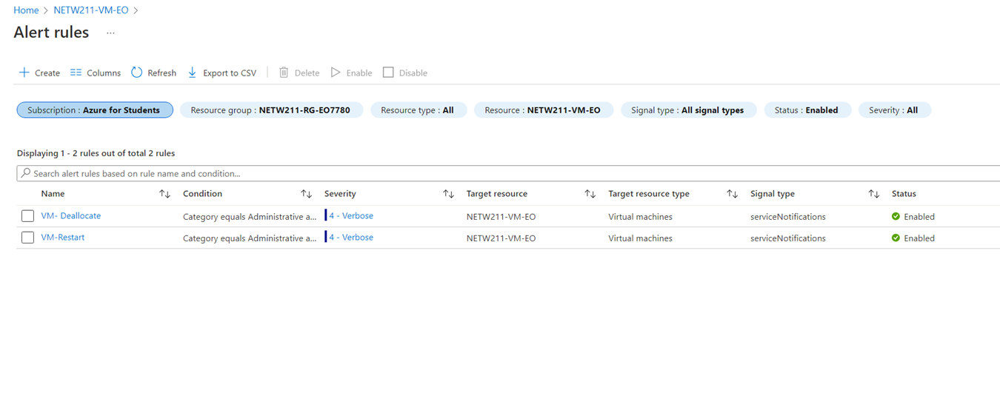 Home > NETW211-VM-EO >
Alert rules ...
Create Columns Refresh Export to CSV Delete Enable Disable
Subscription : Azure for Students Resource group : NETW211-RG-EO7780 Resource type : All Resource : NETW211-VM-EO Signal type : All signal types Status : Enabled Severity : All
Displaying 1 - 2 rules out of total 2 rules
Search alert rules based on rule name and condition...
Name Condition Severity Target resource Target resource type Signal type Status
VM- Deallocate Category equals Administrative a... 4 - Verbose NETW211-VM-EO Virtual machines serviceNotifications Enabled
VM-Restart Category equals Administrative a... 4 - Verbose NETW211-VM-EO Virtual machines serviceNotifications Enabled